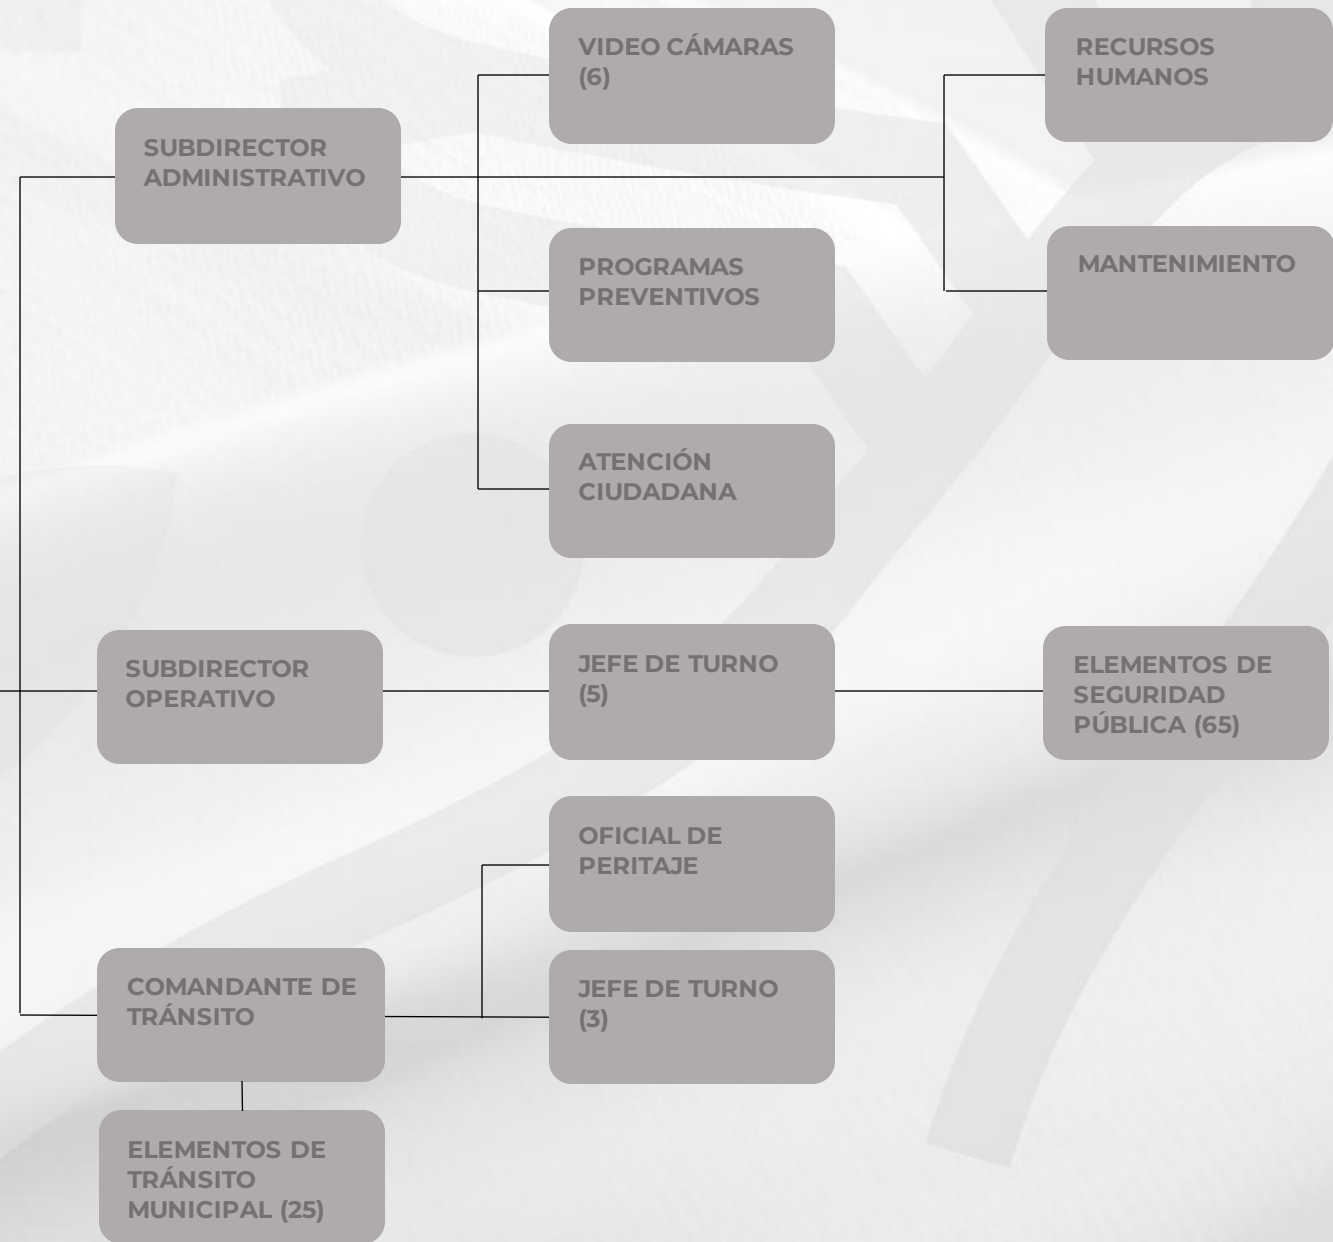 VIDEO CÁMARAS
(6)
RECURSOS
HUMANOS
SUBDIRECTOR
ADMINISTRATIVO
PROGRAMAS
PREVENTIVOS
MANTENIMIENTO
ATENCIÓN
CIUDADANA
SUBDIRECTOR
OPERATIVO
JEFE DE TURNO
(5)
ELEMENTOS DE
SEGURIDAD
PÚBLICA (65)
OFICIAL DE
PERITAJE
COMANDANTE DE
TRÁNSITO
JEFE DE TURNO
(3)
ELEMENTOS DE
TRÁNSITO
MUNICIPAL (25)